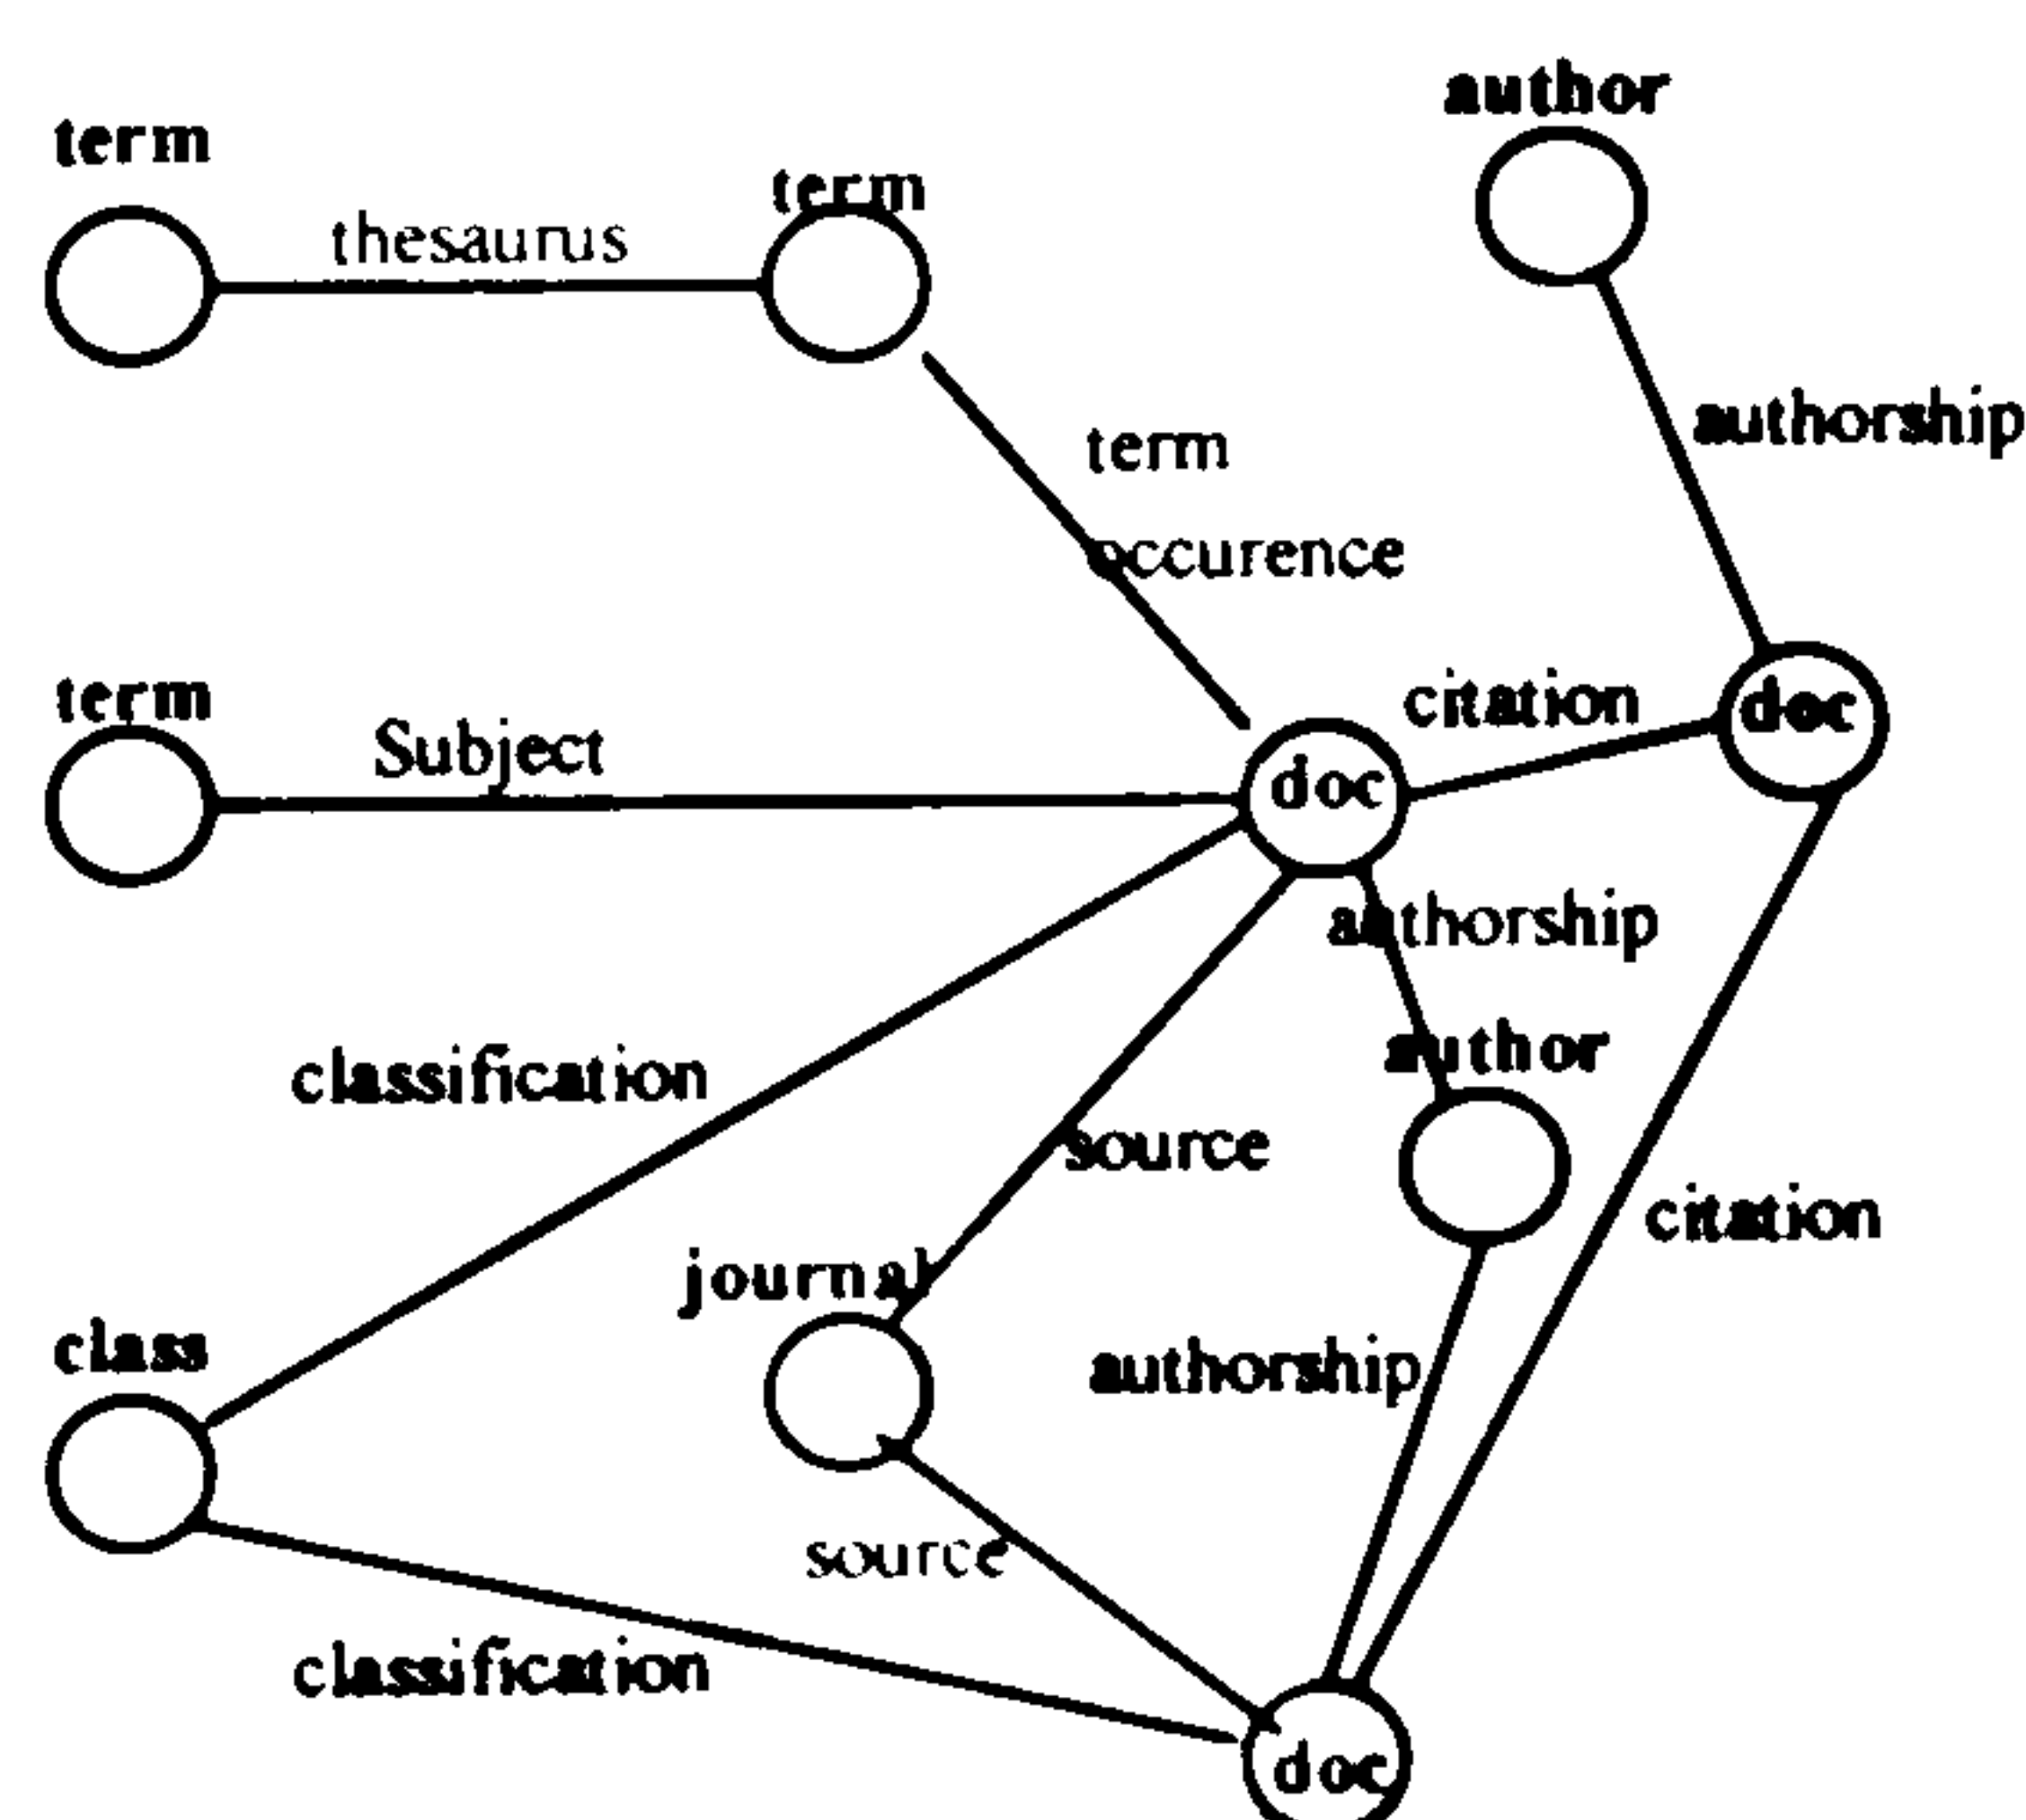 author
term
term
thesaurus
authorship
term
occurence
term
citation
doc
Subject
doc
authorship
author
classification
source
citation
journal
class
authorship
source
classification
doc